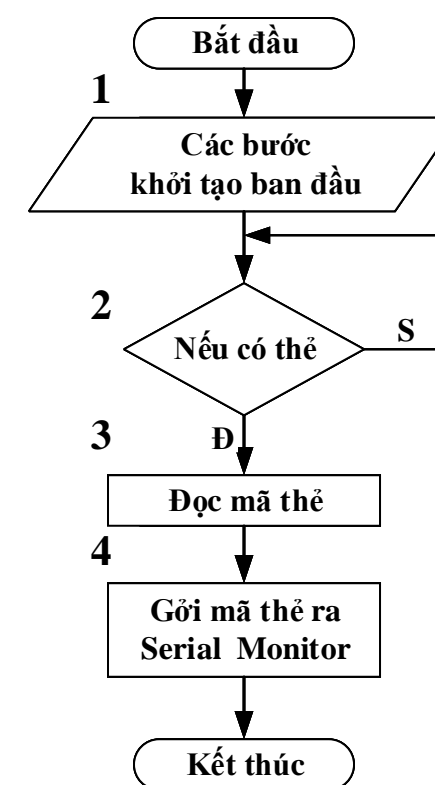 Bắt đầu
1
Các bước
khởi tạo ban đầu
2
Nếu có thẻ
S
3
Đ
Đọc mã thẻ
4
Gởi mã thẻ ra
Serial Monitor
Kết thúc